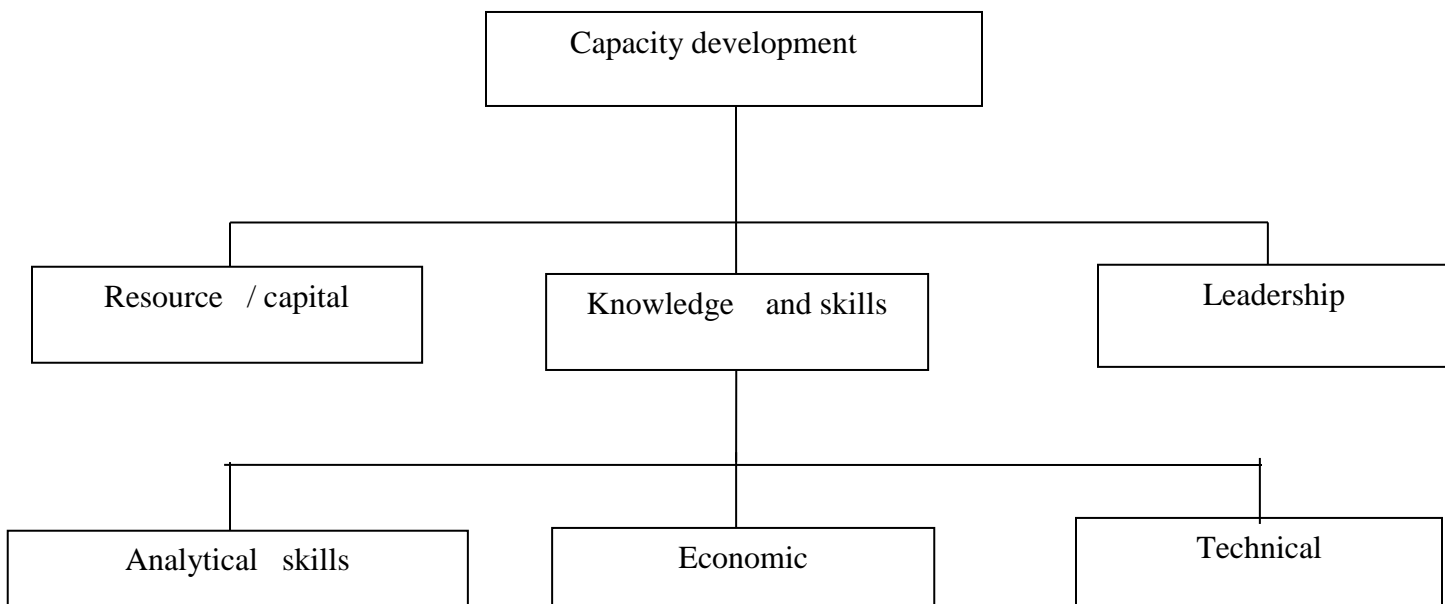 Capacity development
Resource / capital
Knowledge and skills
Leadership
Analytical skills
Economic
Technical